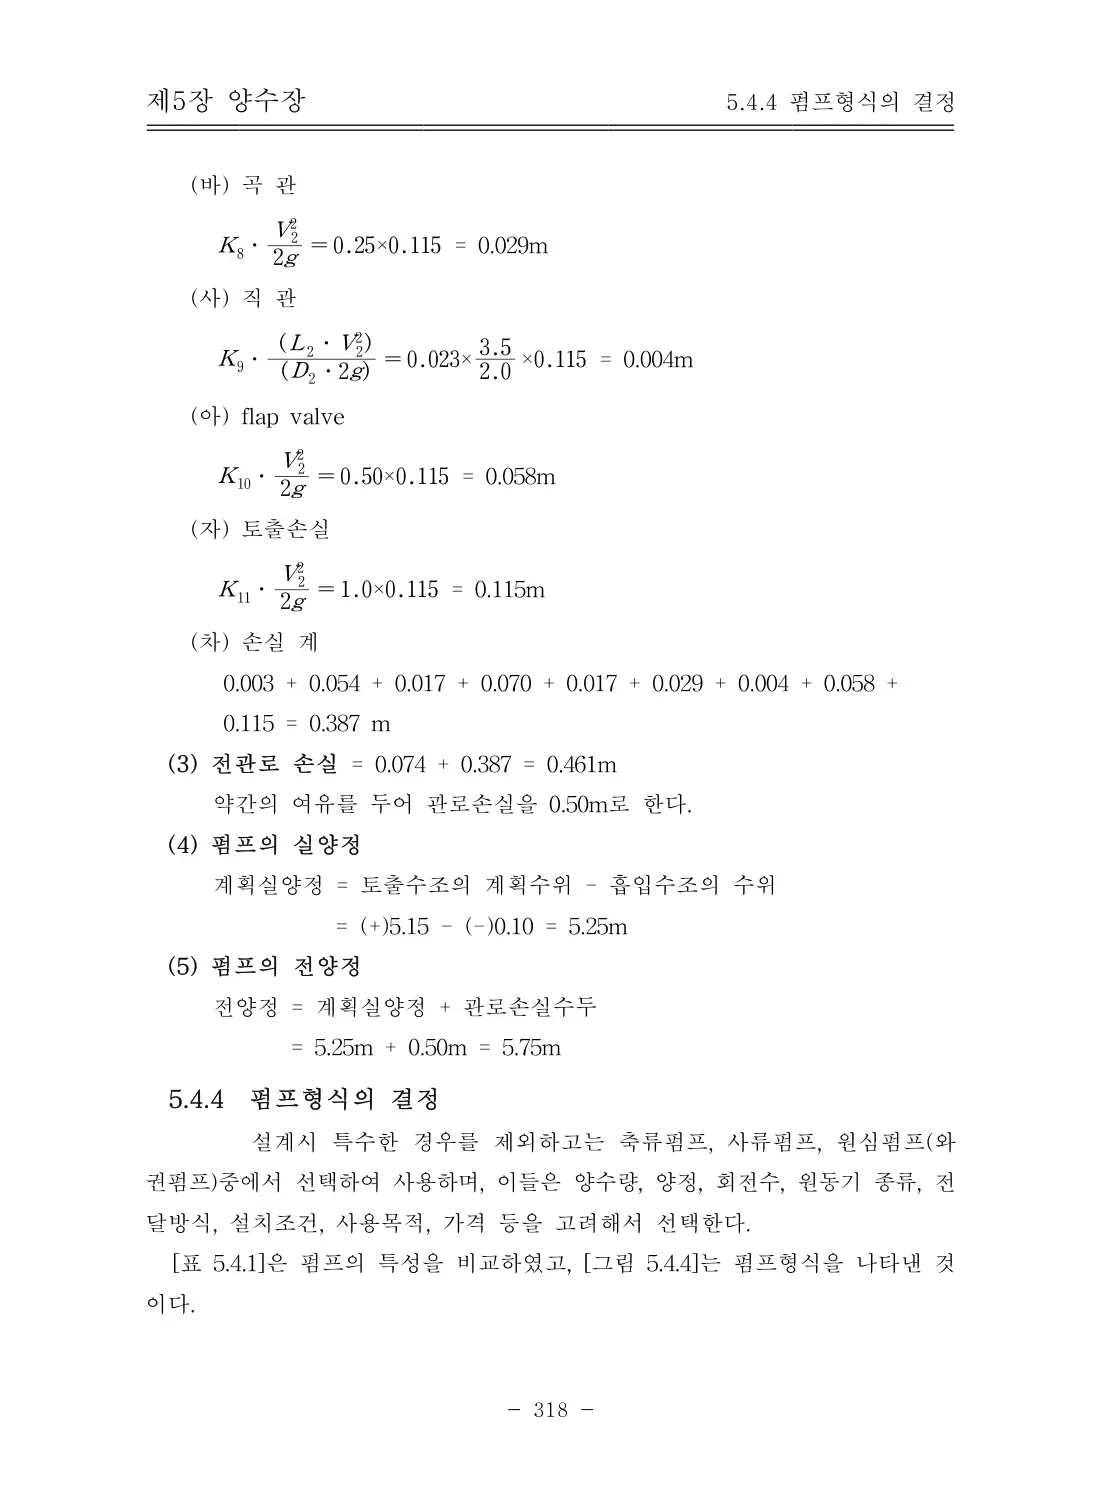 제5장 양수장
5.4.4 펌프형식의 결정
(바) 곡 관
K₈ · V₂²/2g = 0.25×0.115 = 0.029m
(사) 직 관
K₉ · (L₂ · V₂²)/(D₂ · 2g) = 0.023× 3.5/2.0 ×0.115 = 0.004m
(아) flap valve
K₁₀ · V₂²/2g = 0.50×0.115 = 0.058m
(자) 토출손실
K₁₁ · V₂²/2g = 1.0×0.115 = 0.115m
(차) 손실 계
0.003 + 0.054 + 0.017 + 0.070 + 0.017 + 0.029 + 0.004 + 0.058 +
0.115 = 0.387 m
(3) 전관로 손실 = 0.074 + 0.387 = 0.461m
약간의 여유를 두어 관로손실을 0.50m로 한다.
(4) 펌프의 실양정
계획실양정 = 토출수조의 계획수위 - 흡입수조의 수위
= (+)5.15 - (-)0.10 = 5.25m
(5) 펌프의 전양정
전양정 = 계획실양정 + 관로손실수두
= 5.25m + 0.50m = 5.75m
5.4.4 펌프형식의 결정
설계시 특수한 경우를 제외하고는 축류펌프, 사류펌프, 원심펌프(와
권펌프)중에서 선택하여 사용하며, 이들은 양수량, 양정, 회전수, 원동기 종류, 전
달방식, 설치조건, 사용목적, 가격 등을 고려해서 선택한다.
[표 5.4.1]은 펌프의 특성을 비교하였고, [그림 5.4.4]는 펌프형식을 나타낸 것
이다.
- 318 -